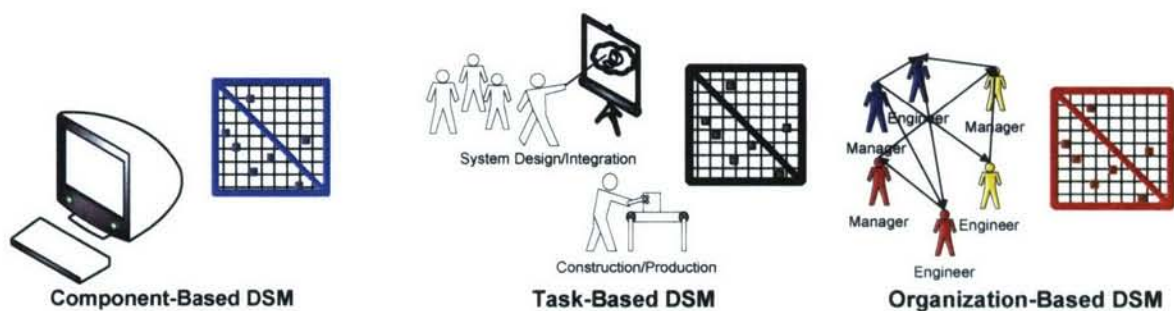 System Design/Integration
Construction/Production
Engineer
Manager
Manager
Manager
Engineer
Engineer
Component-Based DSM
Task-Based DSM
Organization-Based DSM